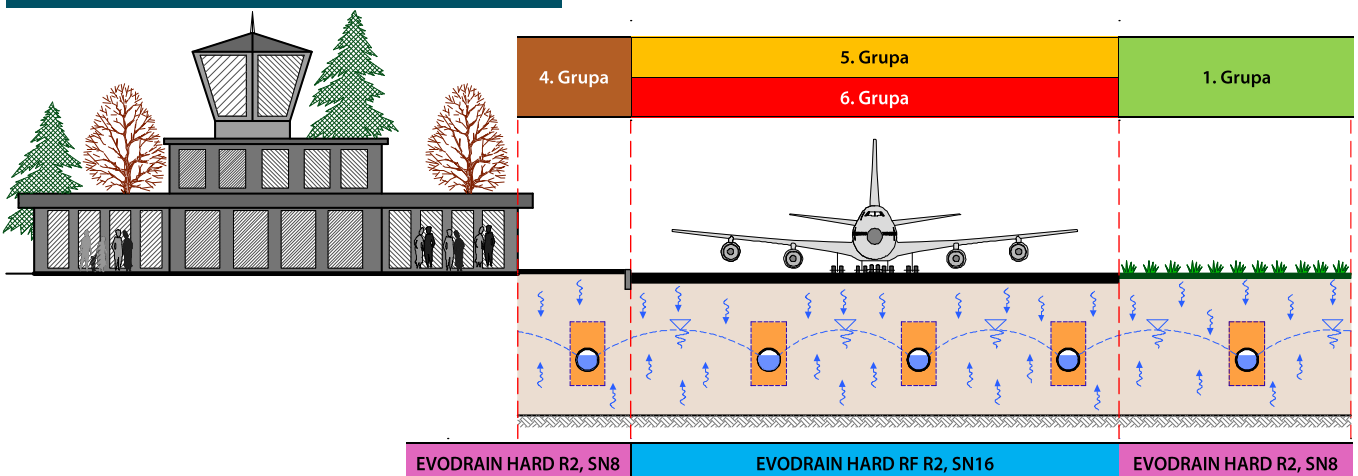 4. Grupa
5. Grupa
6. Grupa
1. Grupa
EVODRAIN HARD R2, SN8
EVODRAIN HARD RF R2, SN16
EVODRAIN HARD R2, SN8